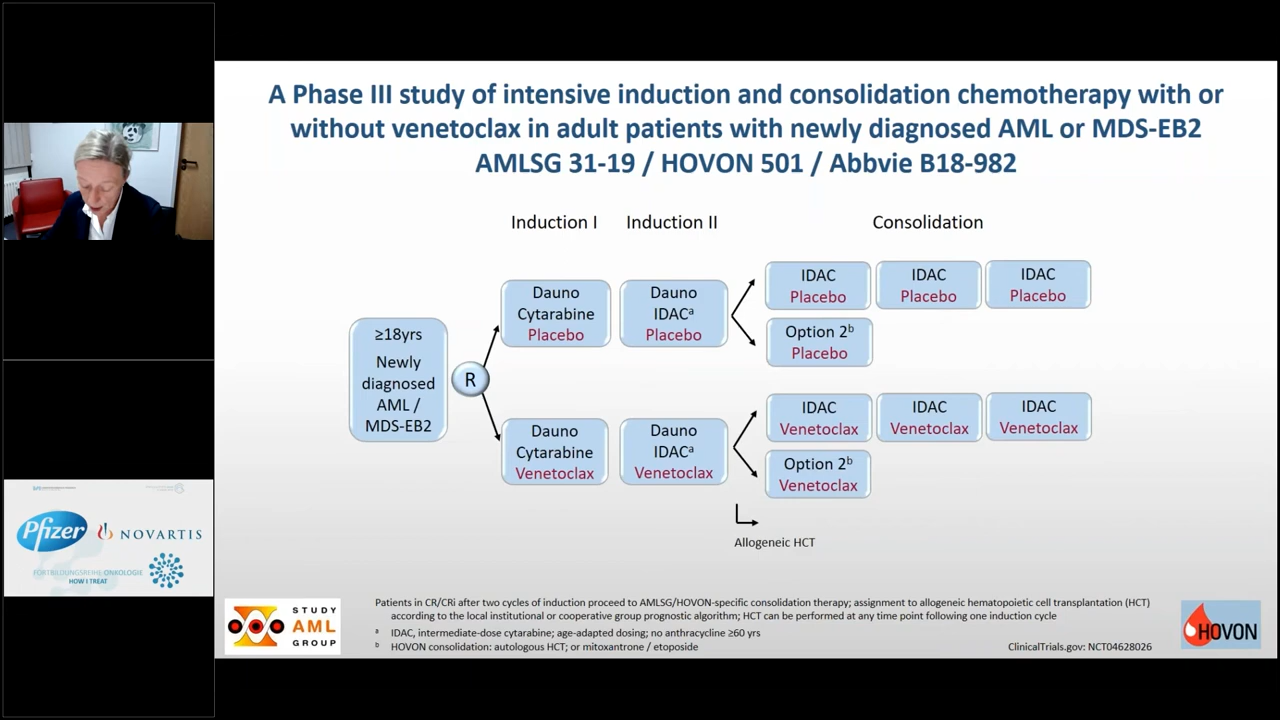 A Phase III study of intensive induction and consolidation chemotherapy with or
without venetoclax in adult patients with newly diagnosed AML or MDS-EB2
AMLSG 31-19 / HOVON 501 / Abbvie B18-982
Induction I
Induction II
Consolidation
≥18yrs
Newly
diagnosed
AML /
MDS-EB2
R
Dauno
Cytarabine
Placebo
Dauno
IDACᵃ
Placebo
IDAC
Placebo
IDAC
Placebo
IDAC
Placebo
Option 2ᵇ
Placebo
Dauno
Cytarabine
Venetoclax
Dauno
IDACᵃ
Venetoclax
IDAC
Venetoclax
IDAC
Venetoclax
IDAC
Venetoclax
Option 2ᵇ
Venetoclax
Allogeneic HCT
Patients in CR/CRi after two cycles of induction proceed to AMLSG/HOVON-specific consolidation therapy; assignment to allogeneic hematopoietic cell transplantation (HCT)
according to the local institutional or cooperative group prognostic algorithm; HCT can be performed at any time point following one induction cycle
ᵃ IDAC, intermediate-dose cytarabine; age-adapted dosing; no anthracycline ≥60 yrs
ᵇ HOVON consolidation: autologous HCT; or mitoxantrone / etoposide
ClinicalTrials.gov: NCT04628026
STUDY
AML
GROUP
HOVON
Pfizer
NOVARTIS
FORTBILDUNGSREIHE ONKOLOGIE
HOW I TREAT